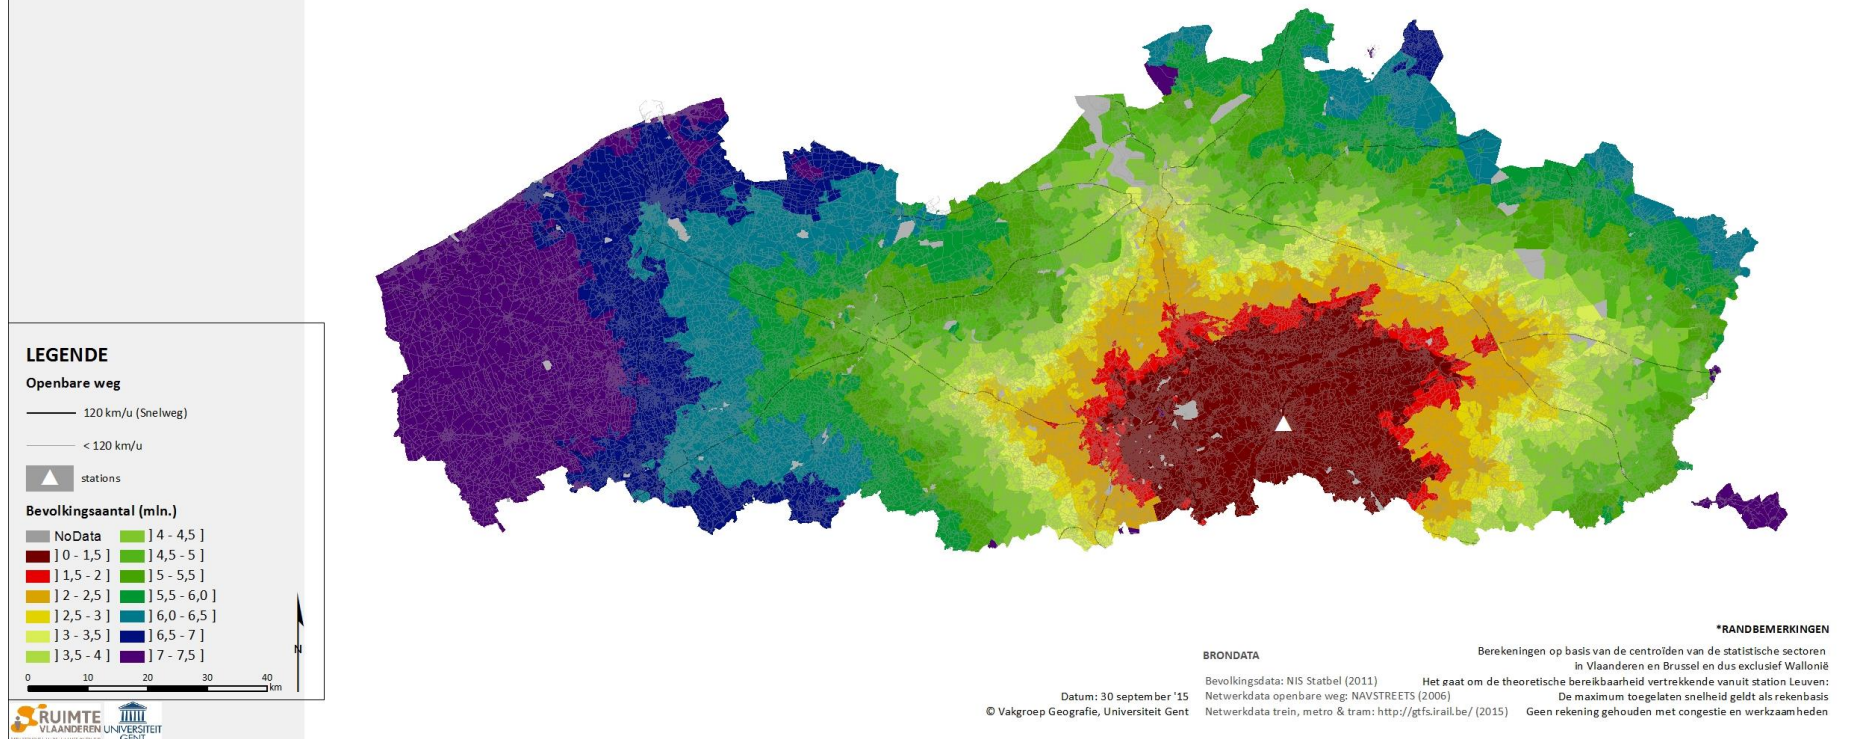 LEGENDE
Openbare weg
120 km/u (Snelweg)
< 120 km/u
stations
Bevolkingsaantal (mln.)
NoData
] 0 - 1,5 ]
] 1,5 - 2 ]
] 2 - 2,5 ]
] 2,5 - 3 ]
] 3 - 3,5 ]
] 3,5 - 4 ]
] 4 - 4,5 ]
] 4,5 - 5 ]
] 5 - 5,5 ]
] 5,5 - 6,0 ]
] 6,0 - 6,5 ]
] 6,5 - 7 ]
] 7 - 7,5 ]
N
0 10 20 30 40
km
RUIMTE
VLAANDEREN
UNIVERSITEIT
GENT
Datum: 30 september '15
© Vakgroep Geografie, Universiteit Gent
BRONDATA
Bevolkingsdata: NIS Statbel (2011)
Netwerkdata openbare weg: NAVSTREETS (2006)
Netwerkdata trein, metro & tram: http://gtfs.irail.be/ (2015)
*RANDBEMERKINGEN
Berekeningen op basis van de centroïden van de statistische sectoren
in Vlaanderen en Brussel en dus exclusief Wallonië
Het gaat om de theoretische bereikbaarheid vertrekkende vanuit station Leuven:
De maximum toegelaten snelheid geldt als rekenbasis
Geen rekening gehouden met congestie en werkzaamheden